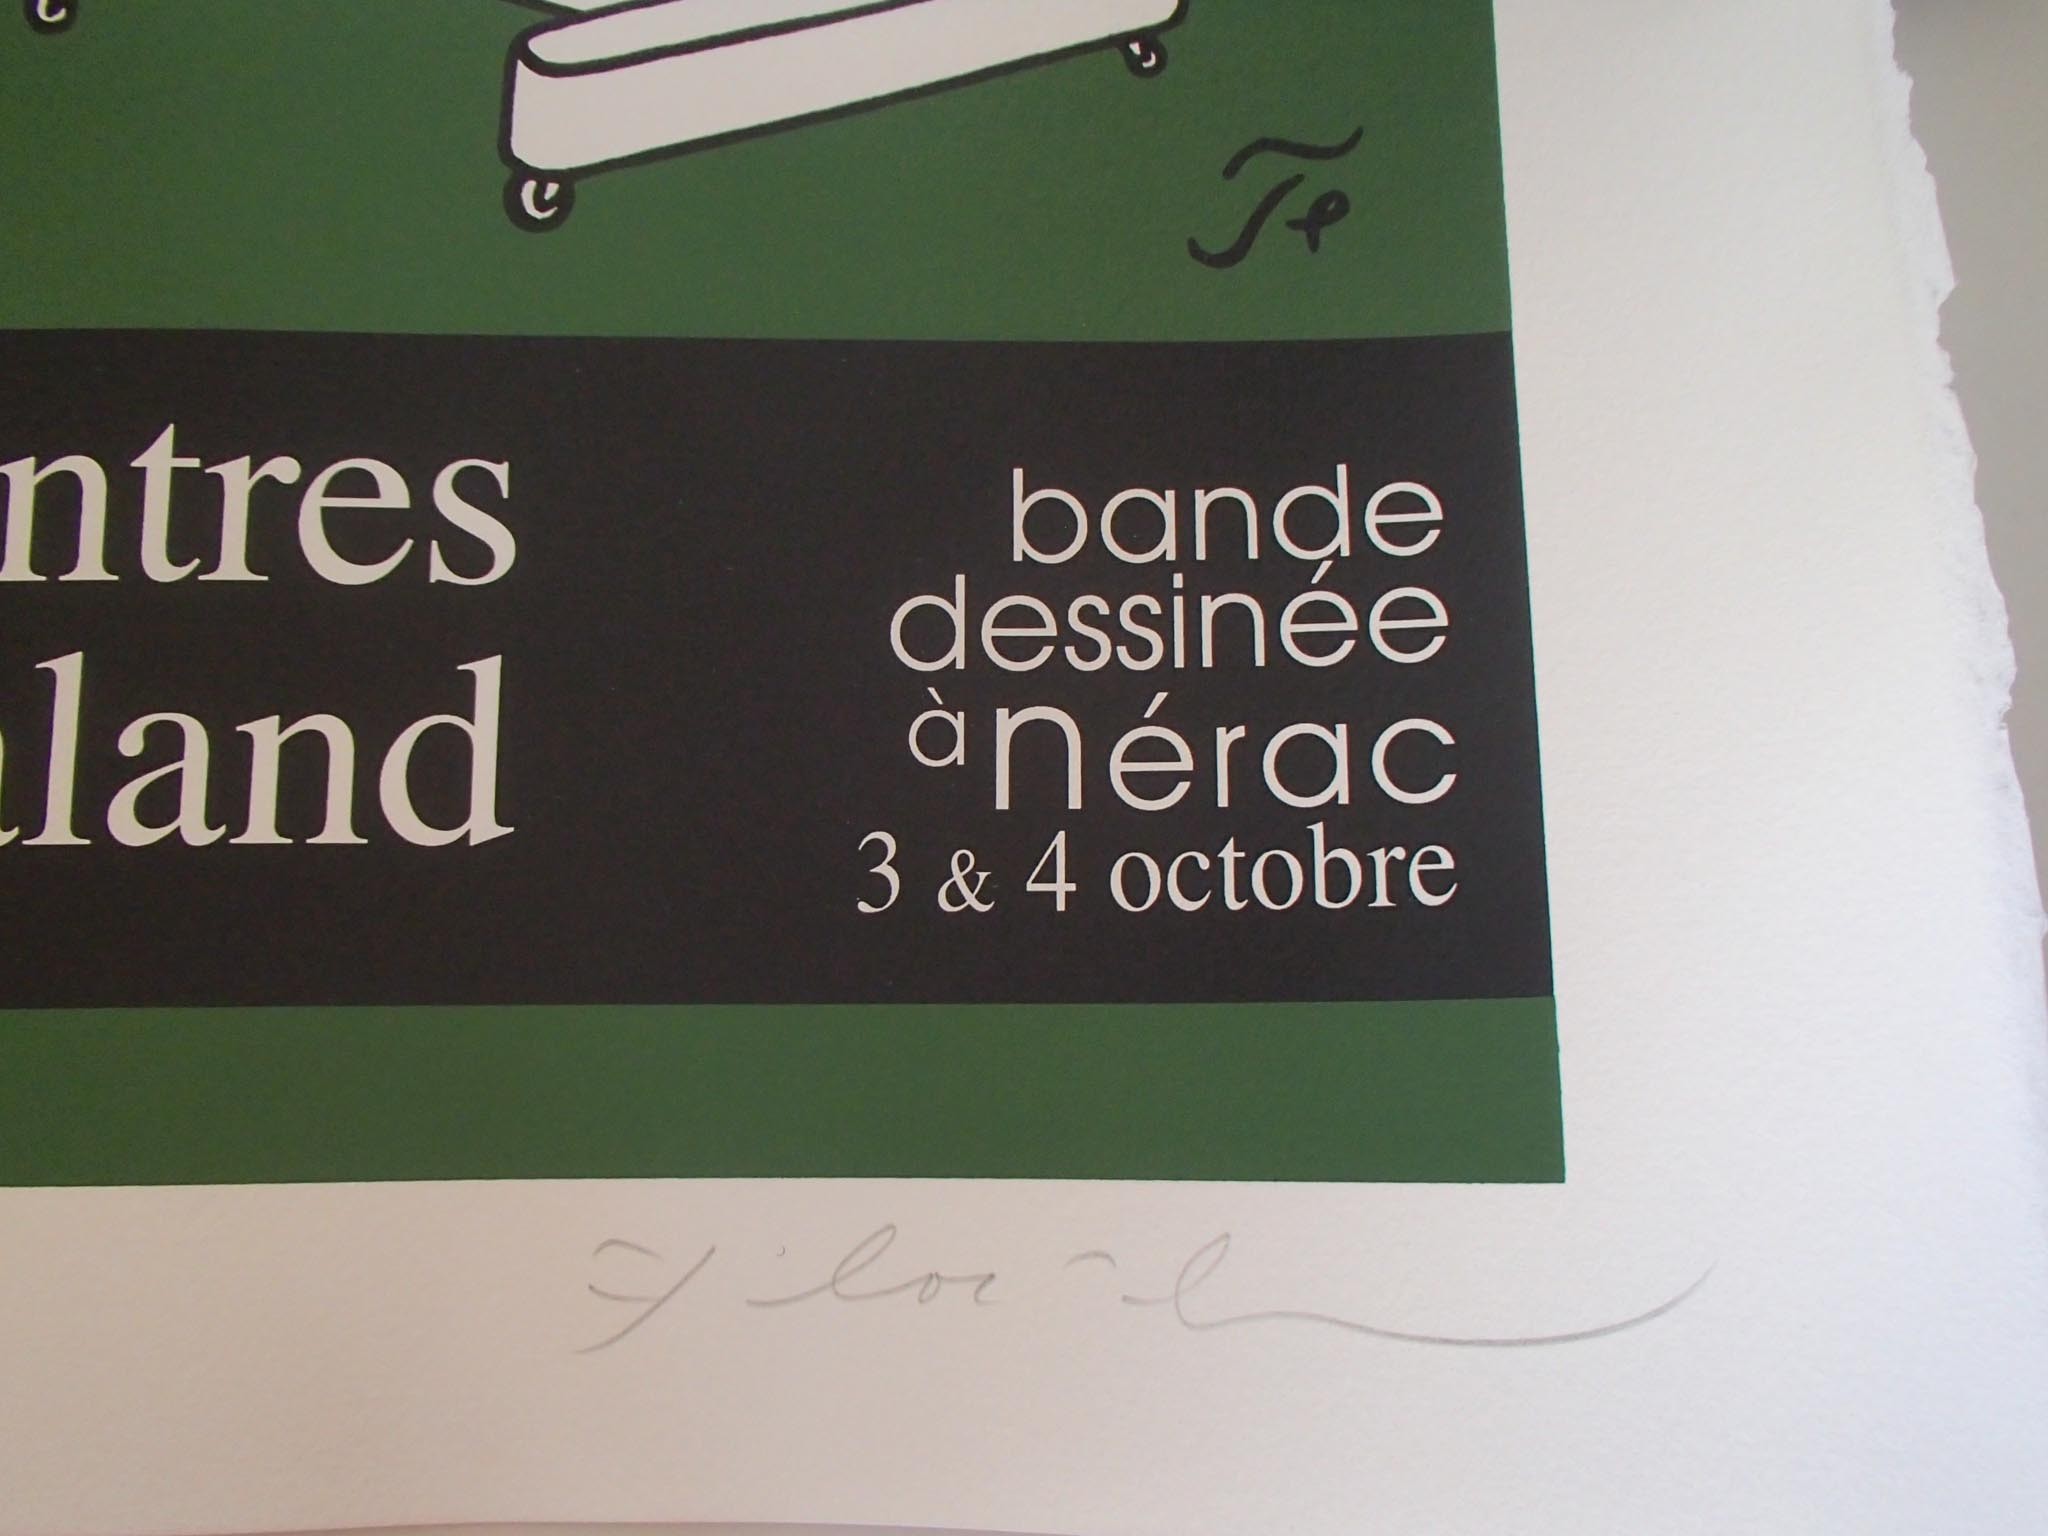 ntres
aland
bande
dessinée
à nérac
3 & 4 octobre